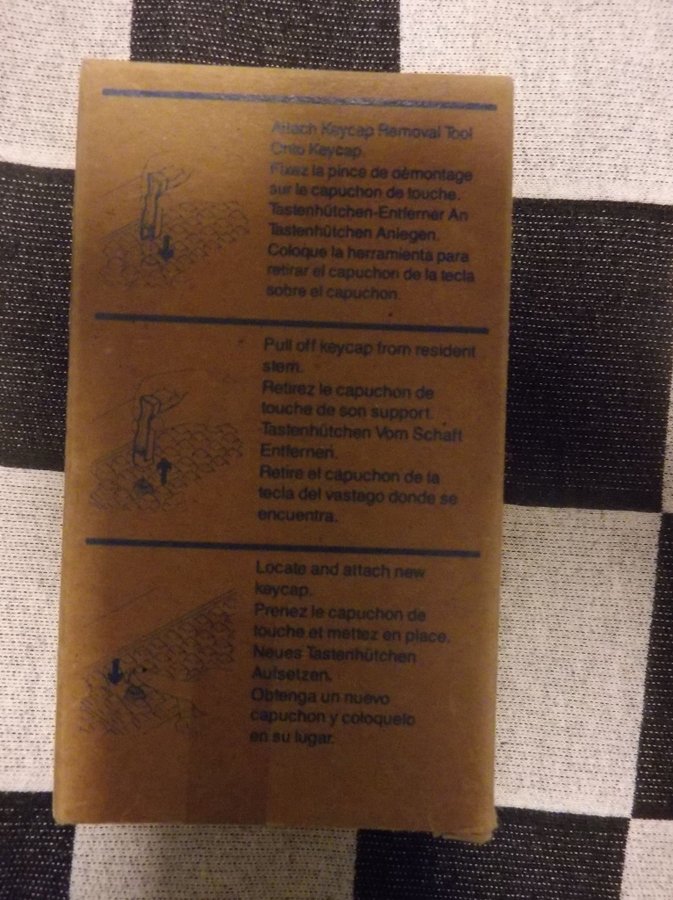 Attach Keycap Removal Tool
Onto Keycap.
Fixez la pince de démontage
sur le capuchon de touche.
Tastenhütchen-Entferner An
Tastenhütchen Anlegen.
Coloque la herramienta para
retirar el capuchon de la tecla
sobre el capuchon.
Pull off keycap from resident
stem.
Retirez le capuchon de
touche de son support.
Tastenhütchen Vom Schaft
Entfernen.
Retire el capuchon de la
tecla del vastago donde se
encuentra.
Locate and attach new
keycap.
Prenez le capuchon de
touche et mettez en place.
Neues Tastenhütchen
Aufsetzen.
Obtenga un nuevo
capuchon y coloquelo
en su lugar.